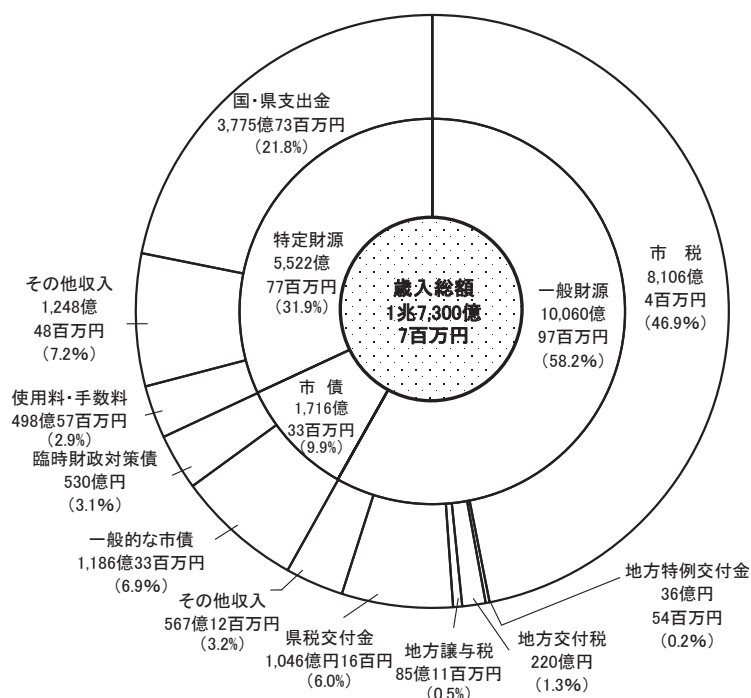 国・県支出金
3,775億73百万円
(21.8%)
特定財源
5,522億
77百万円
(31.9%)
歳入総額
1兆7,300億
7百万円
一般財源
10,060億
97百万円
(58.2%)
市　税
8,106億
4百万円
(46.9%)
その他収入
1,248億
48百万円
(7.2%)
市 債
1,716億
33百万円
(9.9%)
使用料・手数料
498億57百万円
(2.9%)
臨時財政対策債
530億円
(3.1%)
一般的な市債
1,186億33百万円
(6.9%)
その他収入
567億12百万円
(3.2%)
県税交付金
1,046億円16百円
(6.0%)
地方譲与税
85億11百万円
(0.5%)
地方交付税
220億円
(1.3%)
地方特例交付金
36億円
54百万円
(0.2%)